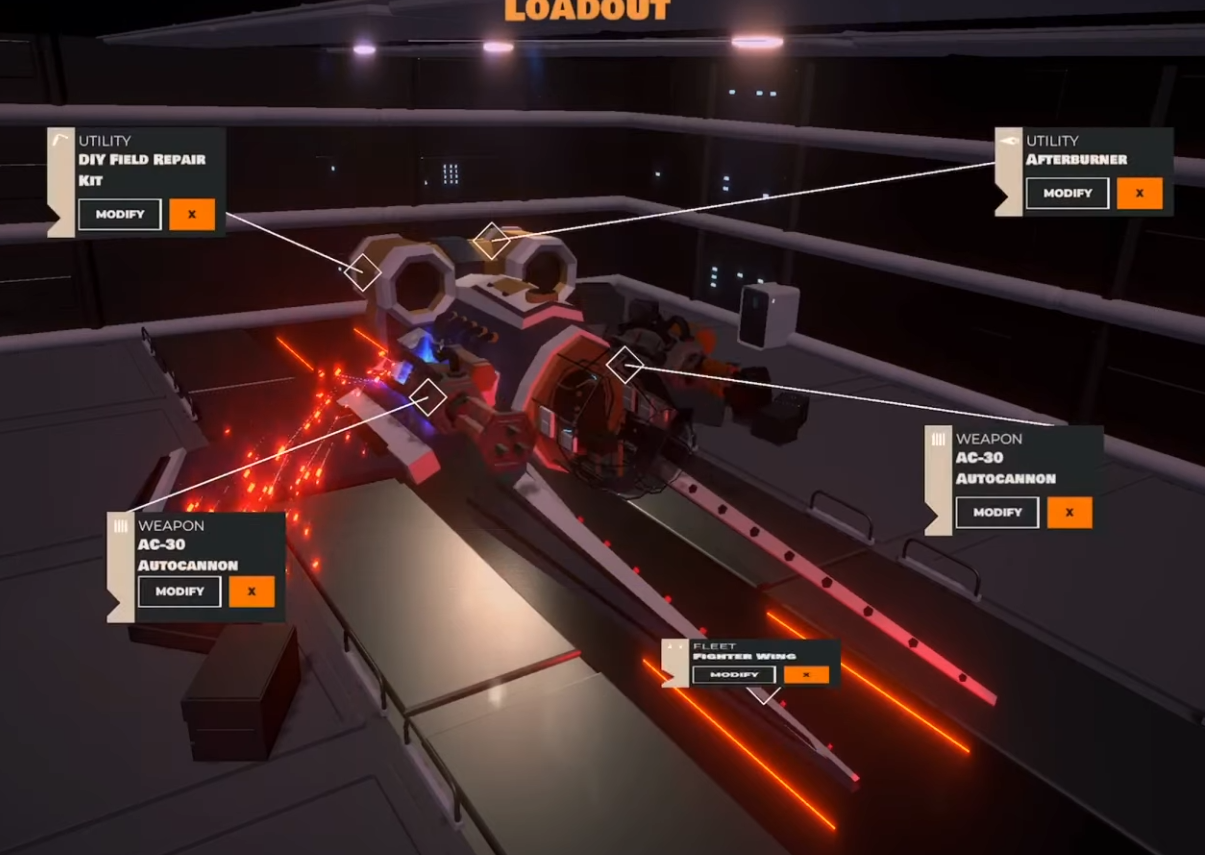 Loadout
UTILITY
DIY Field Repair
Kit
MODIFY X
UTILITY
Afterburner
MODIFY X
WEAPON
AC-30
Autocannon
MODIFY X
WEAPON
AC-30
Autocannon
MODIFY X
FLEET
Fighter Wing
MODIFY X